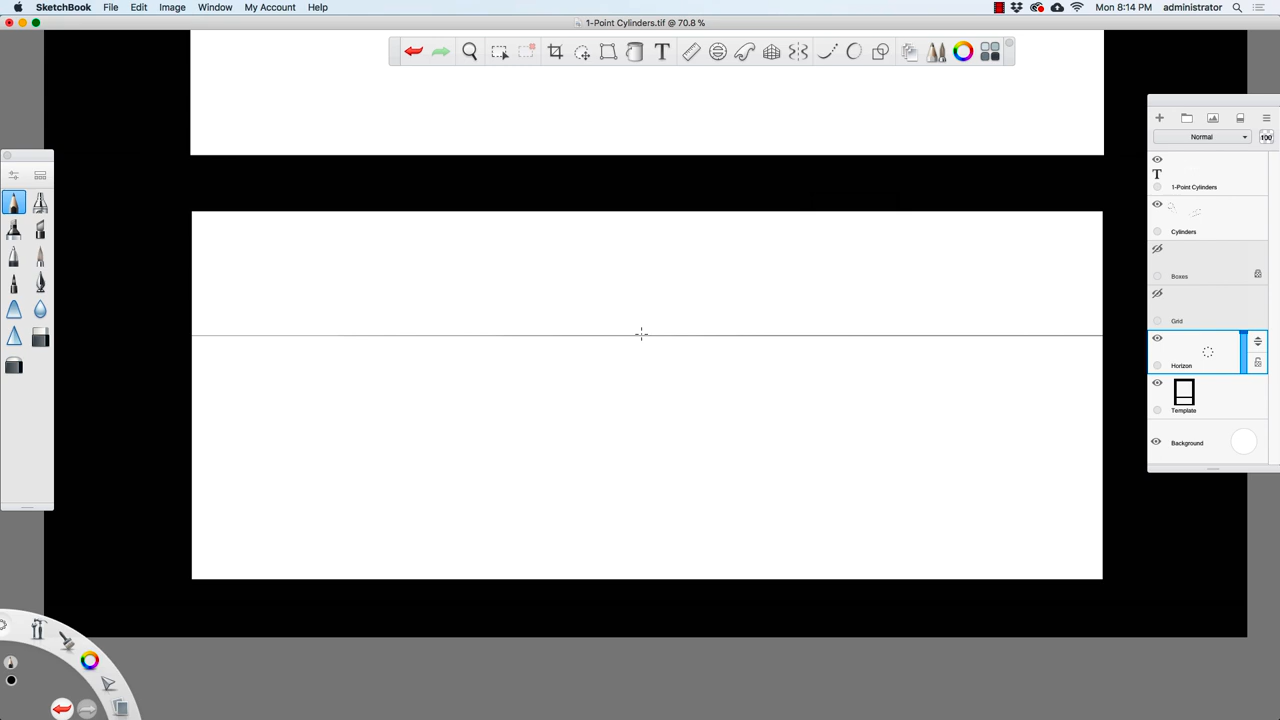 SketchBook File Edit Image Window My Account Help Mon 8:14 PM administrator
1-Point Cylinders.tif @ 70.8 %
T
Normal 100
T
1-Point Cylinders
Cylinders
Boxes
Grid
Horizon
Template
Background